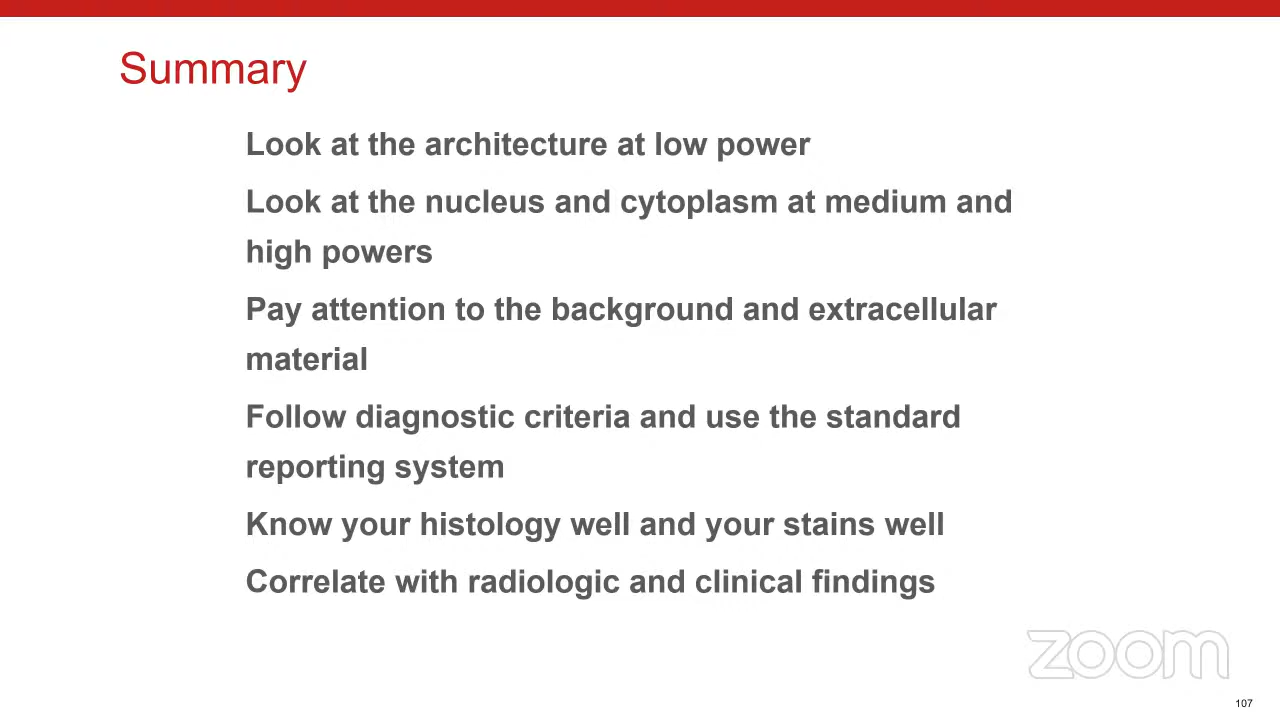 Summary
Look at the architecture at low power
Look at the nucleus and cytoplasm at medium and
high powers
Pay attention to the background and extracellular
material
Follow diagnostic criteria and use the standard
reporting system
Know your histology well and your stains well
Correlate with radiologic and clinical findings
zoom
107